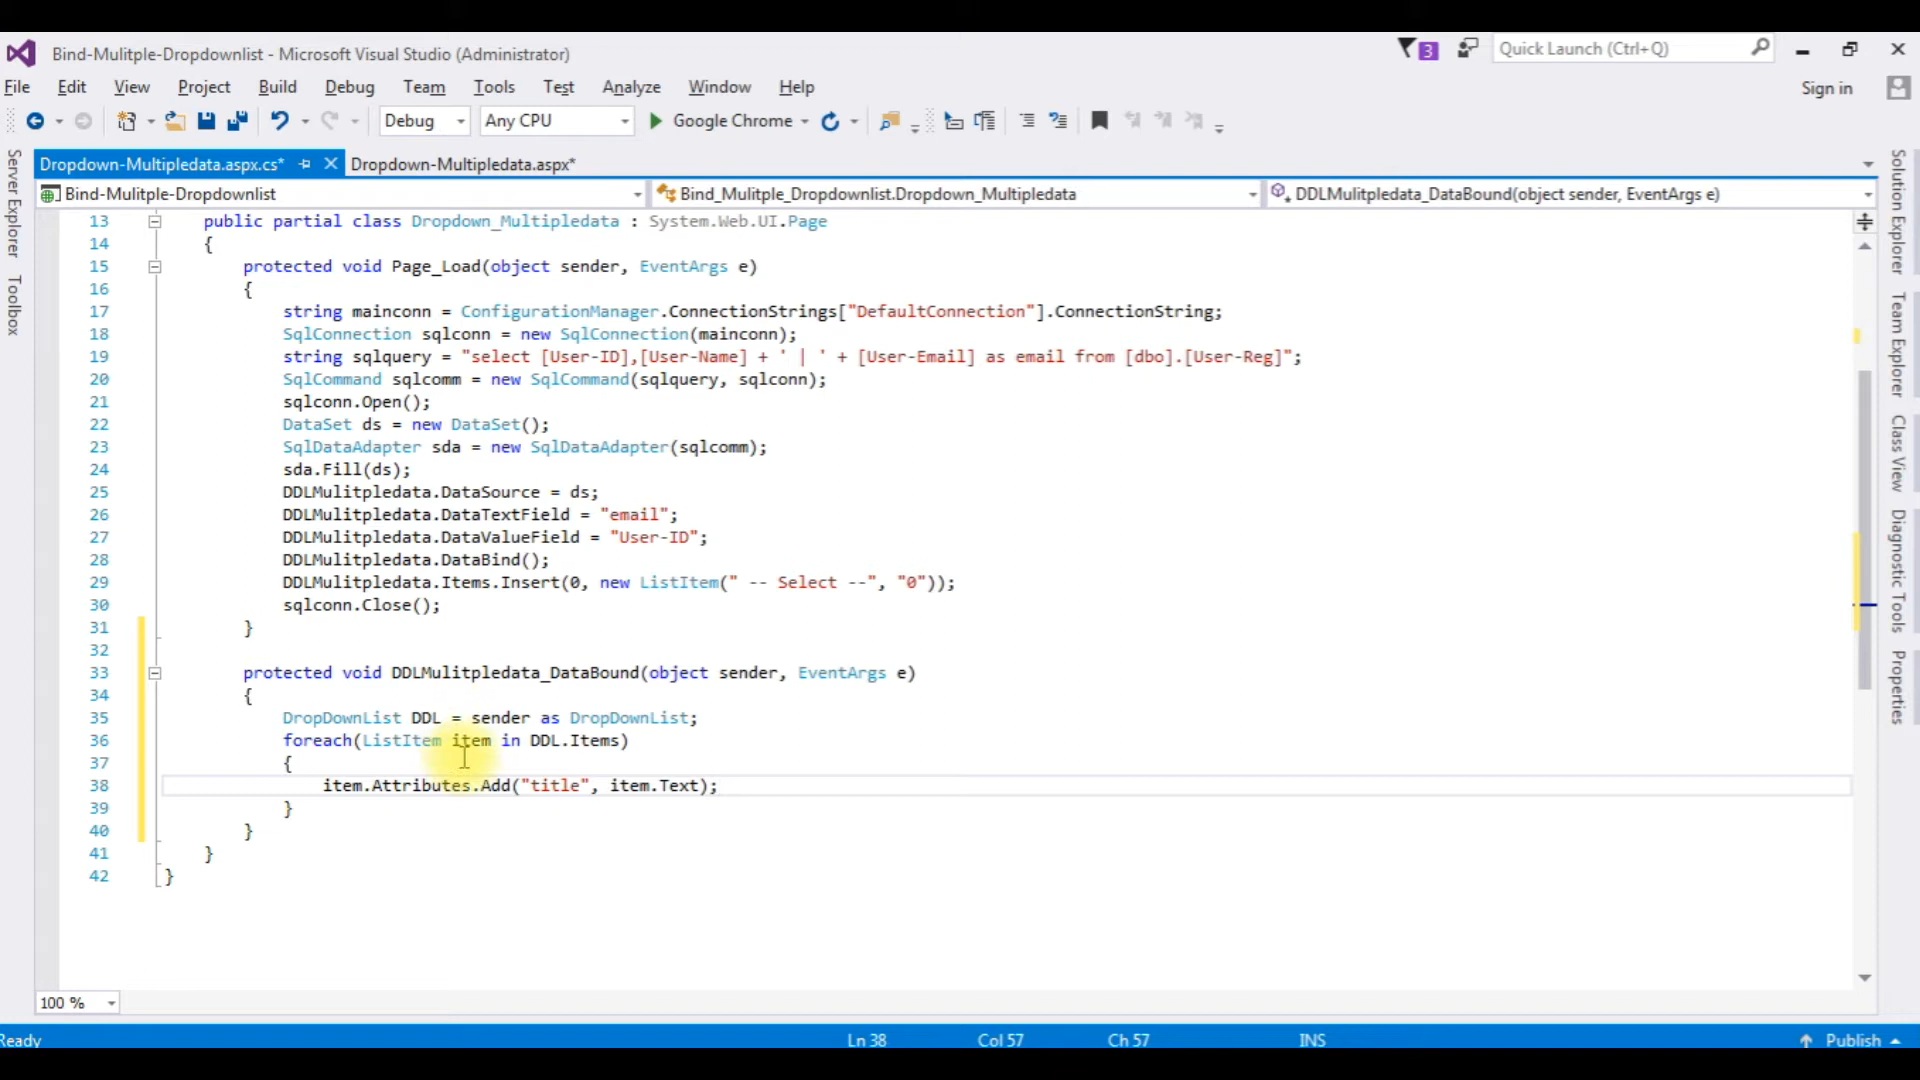 Bind-Mulitple-Dropdownlist - Microsoft Visual Studio (Administrator)
3
Quick Launch (Ctrl+Q)
File Edit View Project Build Debug Team Tools Test Analyze Window Help
Sign in
Debug Any CPU Google Chrome
Dropdown-Multipledata.aspx.cs* Dropdown-Multipledata.aspx*
Bind-Mulitple-Dropdownlist Bind_Mulitple_Dropdownlist.Dropdown_Multipledata DDLMulitpledata_DataBound(object sender, EventArgs e)
Server Explorer
Toolbox
13 public partial class Dropdown_Multipledata : System.Web.UI.Page
14 {
15 protected void Page_Load(object sender, EventArgs e)
16 {
17 string mainconn = ConfigurationManager.ConnectionStrings["DefaultConnection"].ConnectionString;
18 SqlConnection sqlconn = new SqlConnection(mainconn);
19 string sqlquery = "select [User-ID],[User-Name] + ' | ' + [User-Email] as email from [dbo].[User-Reg]";
20 SqlCommand sqlcomm = new SqlCommand(sqlquery, sqlconn);
21 sqlconn.Open();
22 DataSet ds = new DataSet();
23 SqlDataAdapter sda = new SqlDataAdapter(sqlcomm);
24 sda.Fill(ds);
25 DDLMulitpledata.DataSource = ds;
26 DDLMulitpledata.DataTextField = "email";
27 DDLMulitpledata.DataValueField = "User-ID";
28 DDLMulitpledata.DataBind();
29 DDLMulitpledata.Items.Insert(0, new ListItem(" -- Select --", "0"));
30 sqlconn.Close();
31 }
32
33 protected void DDLMulitpledata_DataBound(object sender, EventArgs e)
34 {
35 DropDownList DDL = sender as DropDownList;
36 foreach(ListItem item in DDL.Items)
37 {
38 item.Attributes.Add("title", item.Text);
39 }
40 }
41 }
42 }
Solution Explorer
Team Explorer
Class View
Diagnostic Tools
Properties
100 %
Ready Ln 38 Col 57 Ch 57 INS Publish